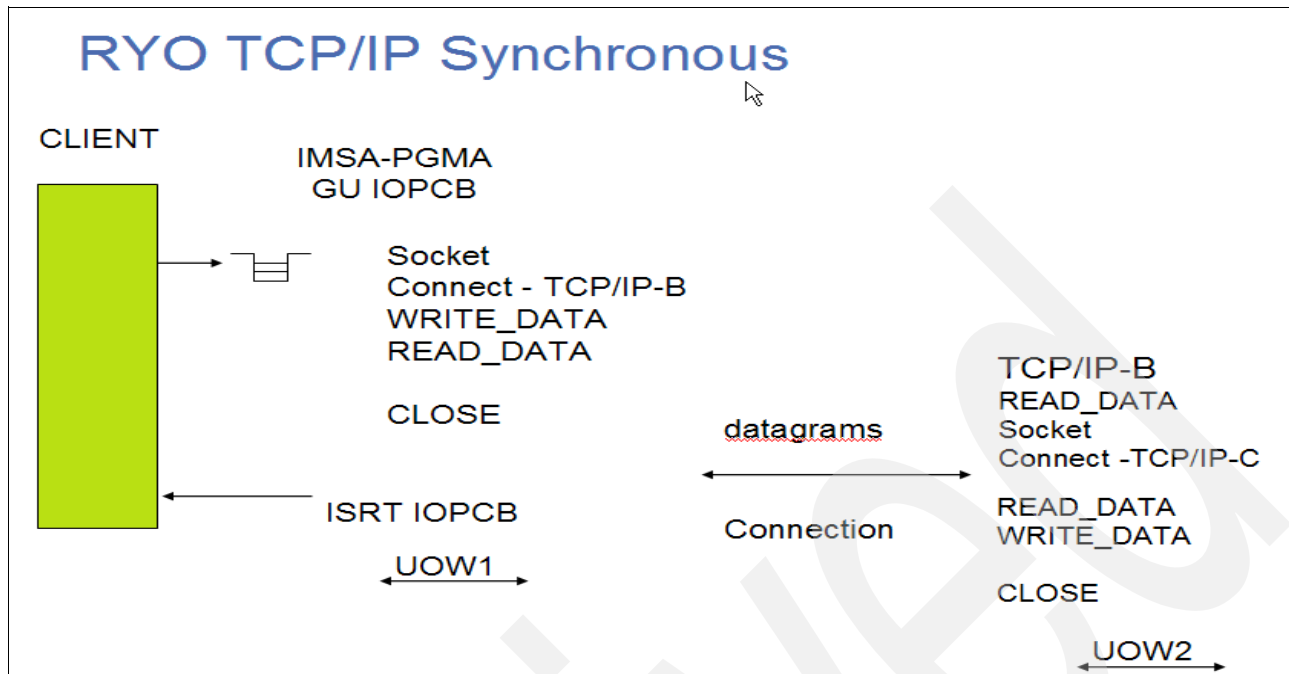 RYO TCP/IP Synchronous
CLIENT
IMSA-PGMA
GU IOPCB
Socket
Connect - TCP/IP-B
WRITE_DATA
READ_DATA
CLOSE
ISRT IOPCB
UOW1
datagrams
Connection
TCP/IP-B
READ_DATA
Socket
Connect -TCP/IP-C
READ_DATA
WRITE_DATA
CLOSE
UOW2